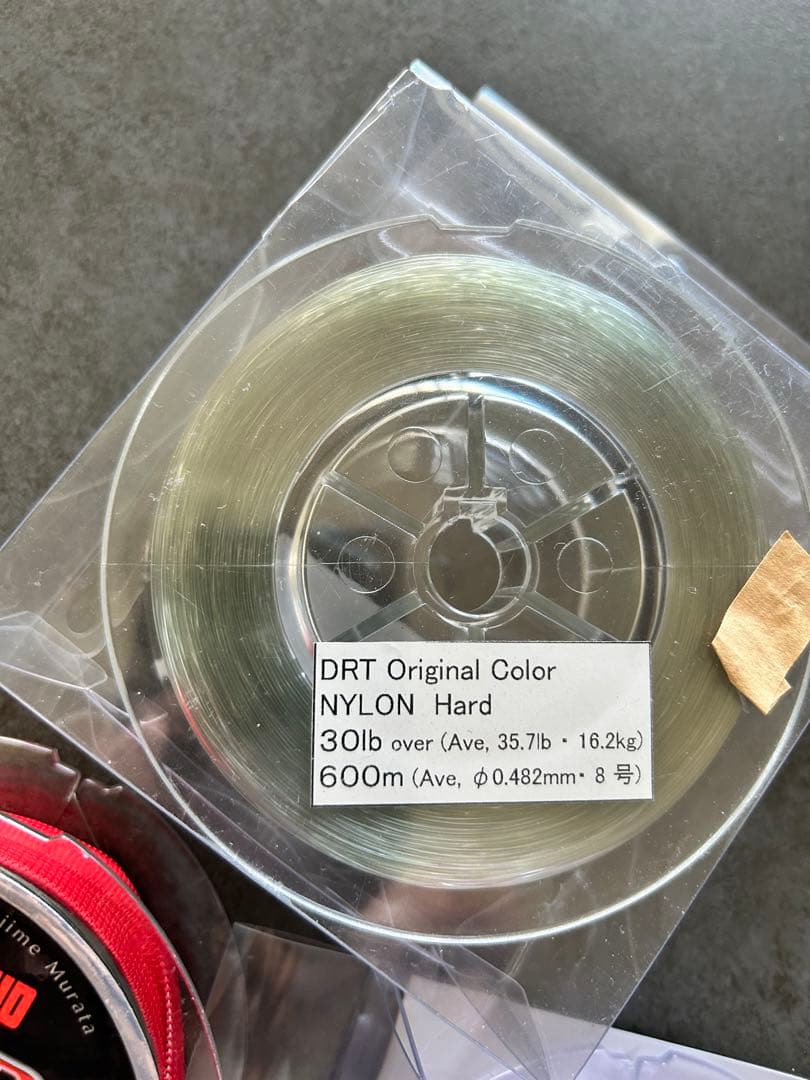 DRT Original Color
NYLON Hard
30lb over (Ave, 35.7lb・16.2kg)
600m (Ave, φ0.482mm・8号)
jime Murata